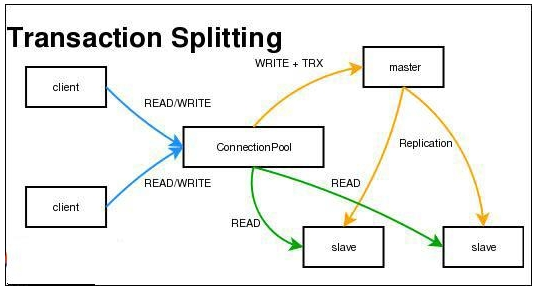 Transaction Splitting
WRITE + TRX
master
client
READ/WRITE
ConnectionPool
Replication
READ/WRITE
READ
client
READ
slave
slave